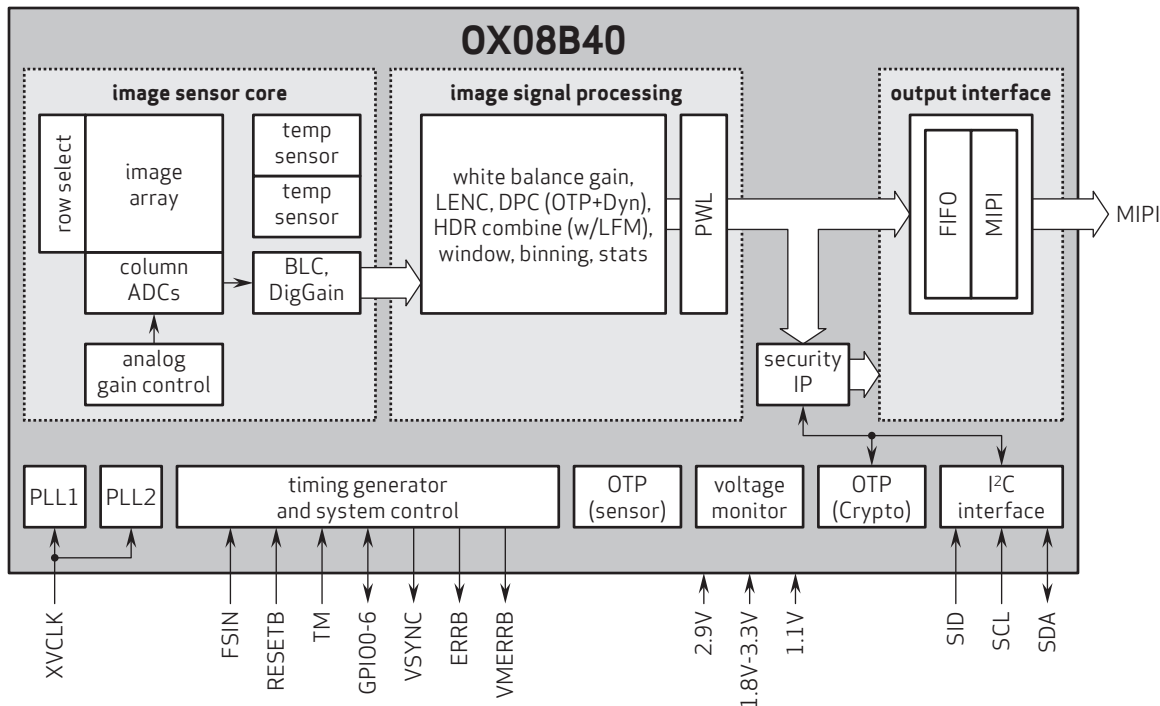 OX08B40
image sensor core
row select
image
array
temp
sensor
temp
sensor
column
ADCs
BLC,
DigGain
analog
gain control
image signal processing
white balance gain,
LENC, DPC (OTP+Dyn),
HDR combine (w/LFM),
window, binning, stats
PWL
output interface
FIFO
MIPI
MIPI
security
IP
PLL1
PLL2
timing generator
and system control
OTP
(sensor)
voltage
monitor
OTP
(Crypto)
I²C
interface
XVCLK
FSIN
RESETB
TM
GPIO0-6
VSYNC
ERRB
VMERRB
2.9V
1.8V-3.3V
1.1V
SID
SCL
SDA